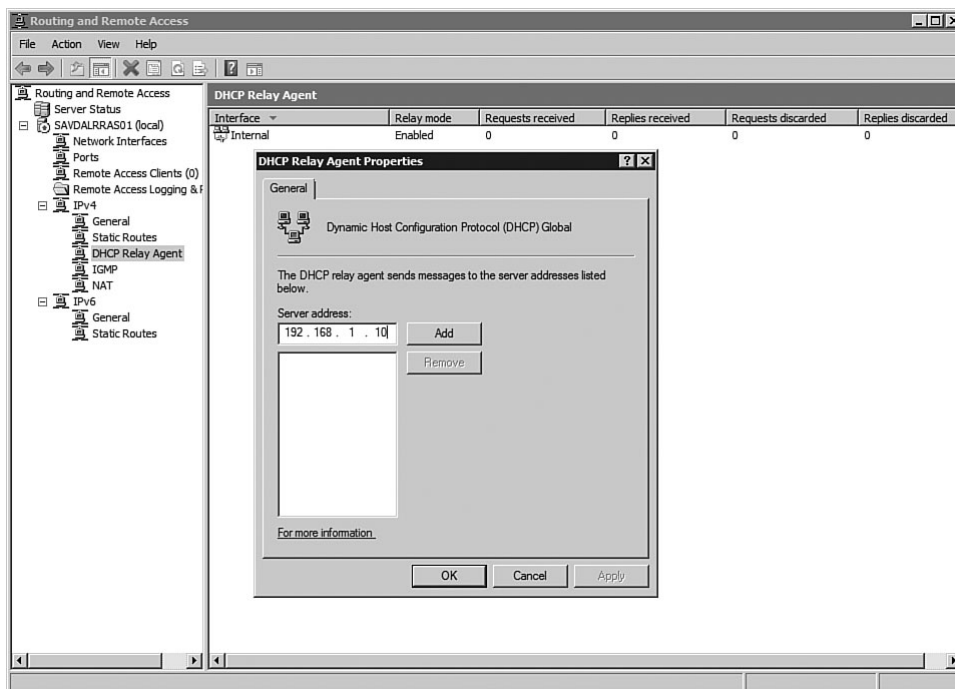 Routing and Remote Access
File Action View Help
Routing and Remote Access
Server Status
SAVDALRRAS01 (local)
Network Interfaces
Ports
Remote Access Clients (0)
Remote Access Logging & P
IPv4
General
Static Routes
DHCP Relay Agent
IGMP
NAT
IPv6
General
Static Routes
DHCP Relay Agent
Interface Relay mode Requests received Replies received Requests discarded Replies discarded
Internal Enabled 0 0 0 0
DHCP Relay Agent Properties
General
Dynamic Host Configuration Protocol (DHCP) Global
The DHCP relay agent sends messages to the server addresses listed
below.
Server address:
192 . 168 . 1 . 10
Add
Remove
For more information
OK Cancel Apply